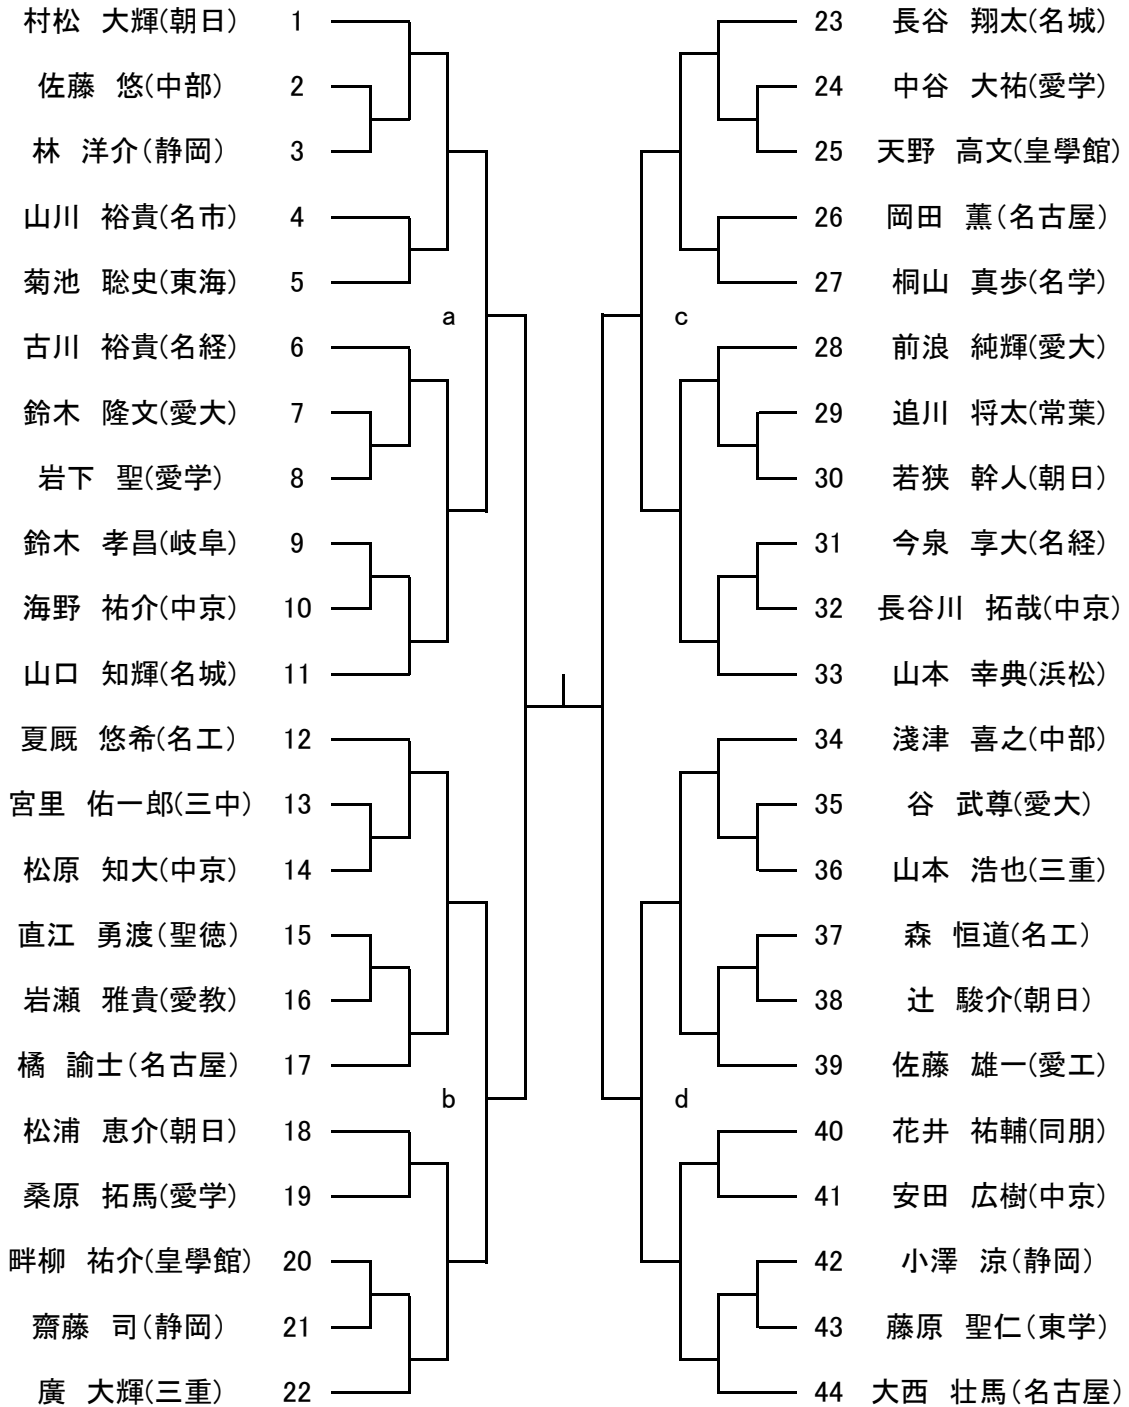 村松 大輝(朝日) 1
佐藤 悠(中部) 2
林 洋介(静岡) 3
山川 裕貴(名市) 4
菊池 聡史(東海) 5
a
古川 裕貴(名経) 6
鈴木 隆文(愛大) 7
岩下 聖(愛学) 8
鈴木 孝昌(岐阜) 9
海野 祐介(中京) 10
山口 知輝(名城) 11
夏厩 悠希(名工) 12
宮里 佑一郎(三中) 13
松原 知大(中京) 14
直江 勇渡(聖徳) 15
岩瀬 雅貴(愛教) 16
橘 諭士(名古屋) 17
b
松浦 恵介(朝日) 18
桑原 拓馬(愛学) 19
畔柳 祐介(皇學館) 20
齋藤 司(静岡) 21
廣 大輝(三重) 22
23 長谷 翔太(名城)
24 中谷 大祐(愛学)
25 天野 高文(皇學館)
26 岡田 薫(名古屋)
27 桐山 真歩(名学)
c
28 前浪 純輝(愛大)
29 追川 将太(常葉)
30 若狭 幹人(朝日)
31 今泉 享大(名経)
32 長谷川 拓哉(中京)
33 山本 幸典(浜松)
34 淺津 喜之(中部)
35 谷 武尊(愛大)
36 山本 浩也(三重)
37 森 恒道(名工)
38 辻 駿介(朝日)
39 佐藤 雄一(愛工)
d
40 花井 祐輔(同朋)
41 安田 広樹(中京)
42 小澤 涼(静岡)
43 藤原 聖仁(東学)
44 大西 壮馬(名古屋)